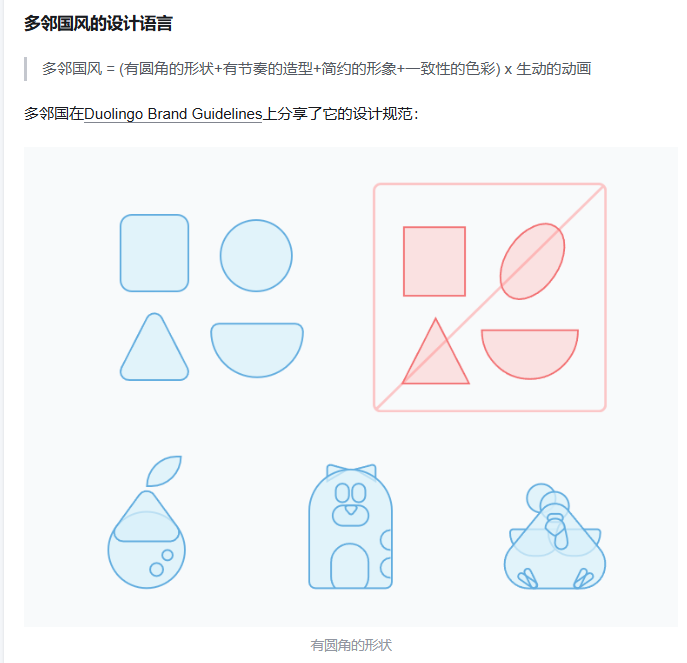 多邻国风的设计语言
多邻国风 = (有圆角的形状+有节奏的造型+简约的形象+一致性的色彩) x 生动的动画
多邻国在Duolingo Brand Guidelines上分享了它的设计规范：
有圆角的形状